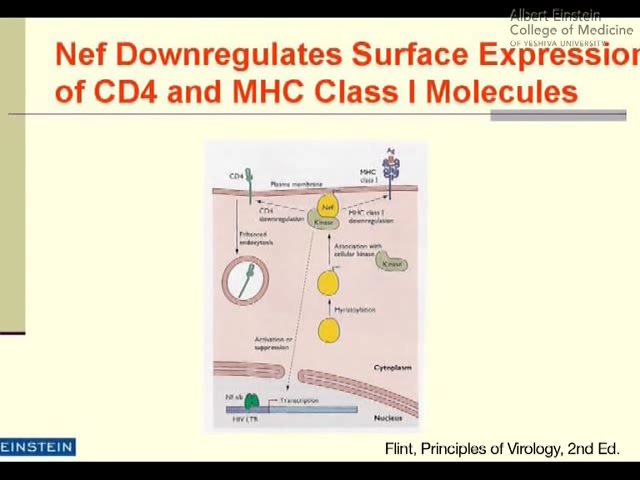 Albert Einstein
College of Medicine
OF YESHIVA UNIVERSITY
Nef Downregulates Surface Expression
of CD4 and MHC Class I Molecules
Ag
CD4
MHC
class I
Plasma membrane
Nef
CD4
downregulation
Kinase
MHC class I
downregulation
Enhanced
endocytosis
Association with
cellular kinase
Kinase
Myristoylation
Activation or
suppression
Cytoplasm
Transcription
HIV LTR
Nucleus
EINSTEIN
Flint, Principles of Virology, 2nd Ed.